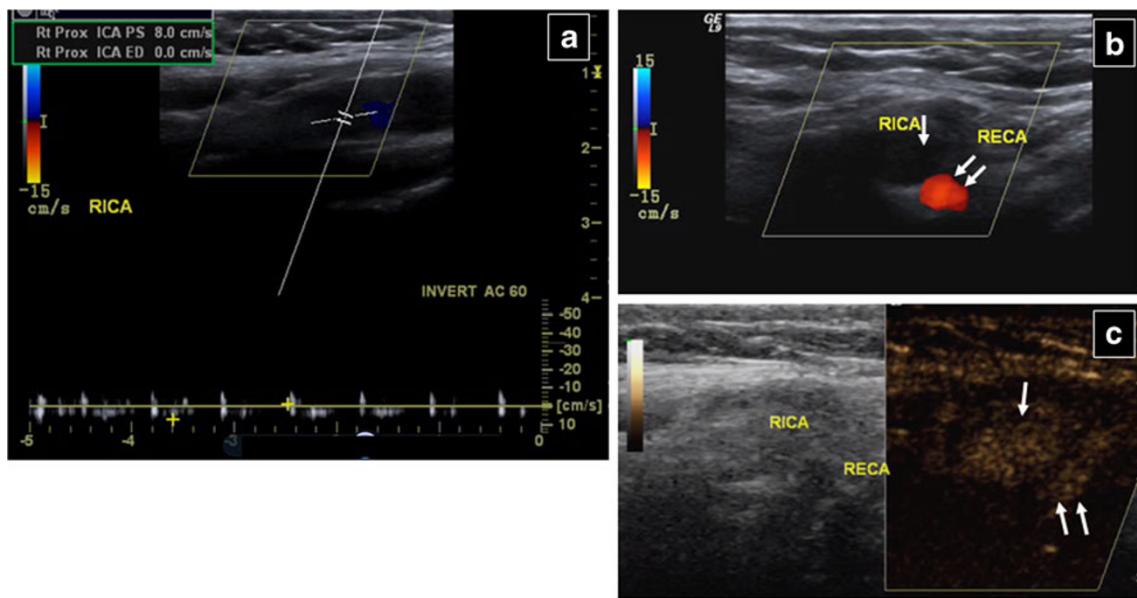 a
Rt Prox ICA PS 8.0 cm/s
Rt Prox ICA ED 0.0 cm/s
1
I
2
-15
cm/s
RICA
3
INVERT AC 60
4
-50
-40
-30
-20
-10
[cm/s]
10
-5
-4
-3
-2
-1
0
GE
L9
b
15
RICA
I
RECA
-15
cm/s
c
RICA
RECA